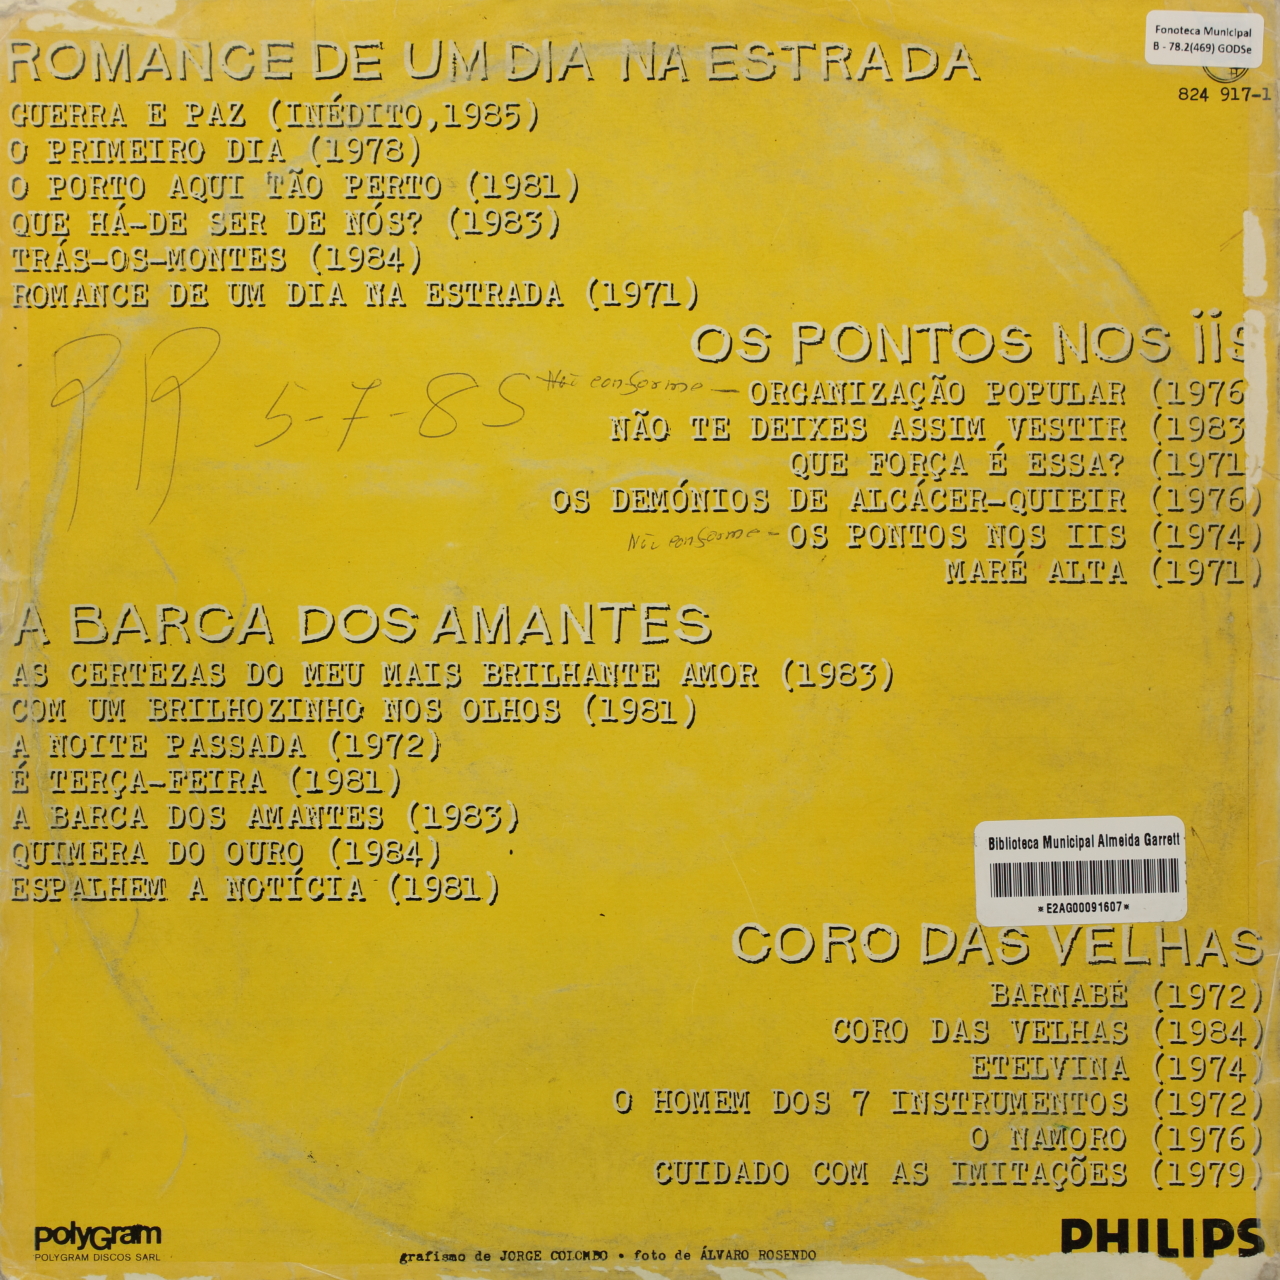 Fonoteca Municipal
B - 78.2(469) GODSe
824 917-1
ROMANCE DE UM DIA NA ESTRADA
GUERRA E PAZ (INÉDITO,1985)
O PRIMEIRO DIA (1978)
O PORTO AQUI TÃO PERTO (1981)
QUE HÁ-DE SER DE NÓS? (1983)
TRÁS-OS-MONTES (1984)
ROMANCE DE UM DIA NA ESTRADA (1971)
OS PONTOS NOS iis
5-7-85
Não conforme - ORGANIZAÇÃO POPULAR (1976
NÃO TE DEIXES ASSIM VESTIR (1983
QUE FORÇA É ESSA? (1971)
OS DEMÓNIOS DE ALCÁCER-QUIBIR (1976)
Não conforme - OS PONTOS NOS IIS (1974)
MARÉ ALTA (1971)
A BARCA DOS AMANTES
AS CERTEZAS DO MEU MAIS BRILHANTE AMOR (1983)
COM UM BRILHOZINHO NOS OLHOS (1981)
A NOITE PASSADA (1972)
É TERÇA-FEIRA (1981)
A BARCA DOS AMANTES (1983)
QUIMERA DO OURO (1984)
ESPALHEM A NOTÍCIA (1981)
Biblioteca Municipal Almeida Garrett
*E2AG00091607*
CORO DAS VELHAS
BARNABÉ (1972)
CORO DAS VELHAS (1984)
ETELVINA (1974)
O HOMEM DOS 7 INSTRUMENTOS (1972)
O NAMORO (1976)
CUIDADO COM AS IMITAÇÕES (1979)
polygram
POLYGRAM DISCOS SARL
grafismo de JORGE COLOMBO • foto de ÁLVARO ROSENDO
PHILIPS